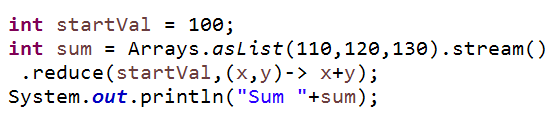 int startVal = 100;
int sum = Arrays.asList(110,120,130).stream()
.reduce(startVal,(x,y)-> x+y);
System.out.println("Sum "+sum);